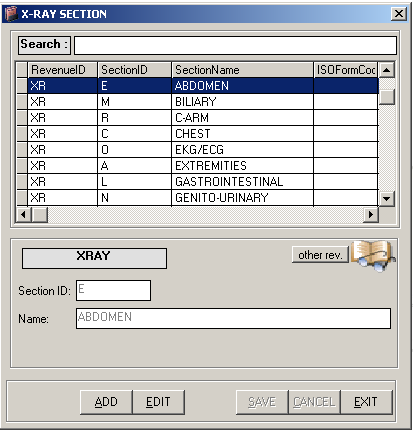 X-RAY SECTION
Search :
RevenueID SectionID SectionName ISOFormCoc
XR E ABDOMEN
XR M BILIARY
XR R C-ARM
XR C CHEST
XR O EKG/ECG
XR A EXTREMITIES
XR L GASTROINTESTINAL
XR N GENITO-URINARY
XRAY
other rev.
Section ID: E
Name: ABDOMEN
ADD EDIT SAVE CANCEL EXIT